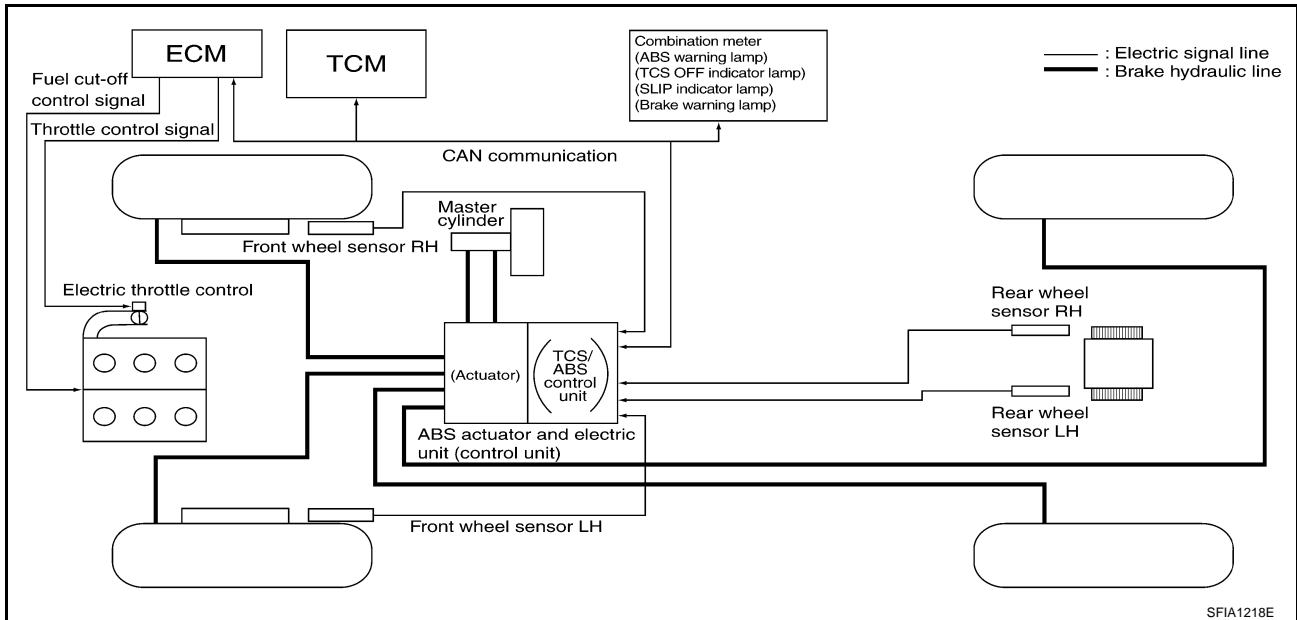 ECM
TCM
Combination meter
(ABS warning lamp)
(TCS OFF indicator lamp)
(SLIP indicator lamp)
(Brake warning lamp)
: Electric signal line
: Brake hydraulic line
Fuel cut-off
control signal
Throttle control signal
CAN communication
Master
cylinder
Front wheel sensor RH
Electric throttle control
Rear wheel
sensor RH
(Actuator)
TCS/
ABS
control
unit
Rear wheel
sensor LH
ABS actuator and electric
unit (control unit)
Front wheel sensor LH
SFIA1218E